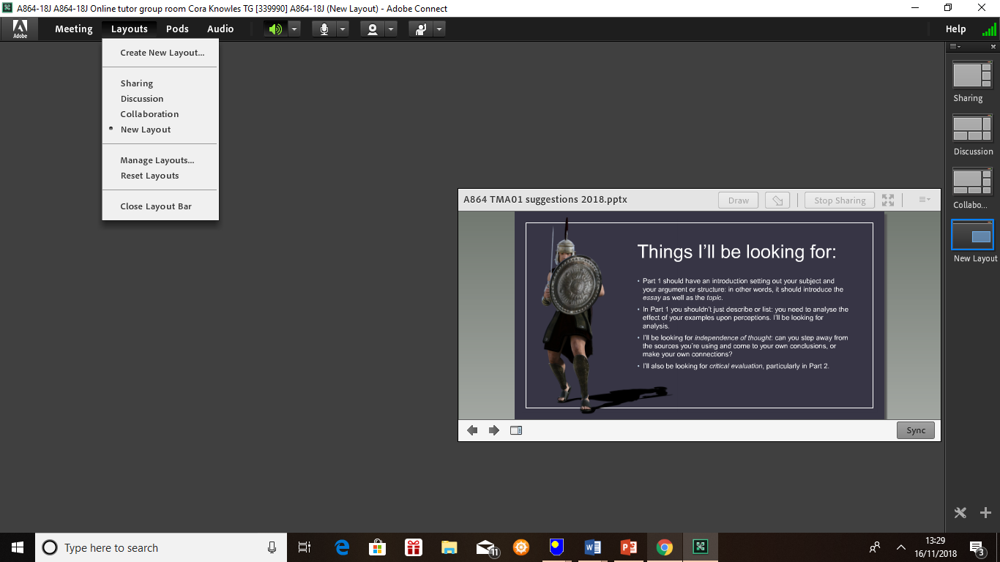 A864-18J A864-18J Online tutor group room Cora Knowles TG [339990] A864-18J (New Layout) - Adobe Connect
Adobe
Meeting Layouts Pods Audio Help
Create New Layout...
Sharing
Discussion
Collaboration
New Layout
Manage Layouts...
Reset Layouts
Close Layout Bar
A864 TMA01 suggestions 2018.pptx
Draw
Stop Sharing
Things I'll be looking for:
• Part 1 should have an introduction setting out your subject and
your argument or structure: in other words, it should introduce the
essay as well as the topic.
• In Part 1 you shouldn't just describe or list: you need to analyse the
effect of your examples upon perceptions. I'll be looking for
analysis.
• I'll be looking for independence of thought: can you step away from
the sources you're using and come to your own conclusions, or
make your own connections?
• I'll also be looking for critical evaluation, particularly in Part 2.
Sync
Sharing
Discussion
Collabo...
New Layout
Type here to search
11
13:29
16/11/2018
3